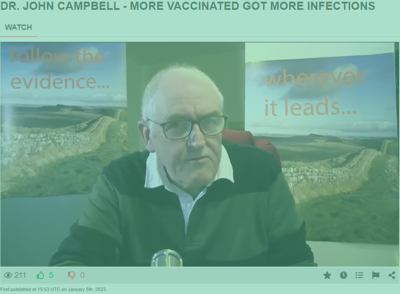 DR. JOHN CAMPBELL - MORE VACCINATED GOT MORE INFECTIONS
WATCH
follow the
evidence...
wherever
it leads...
211 5 0
First published at 15:53 UTC on January 5th, 2023.